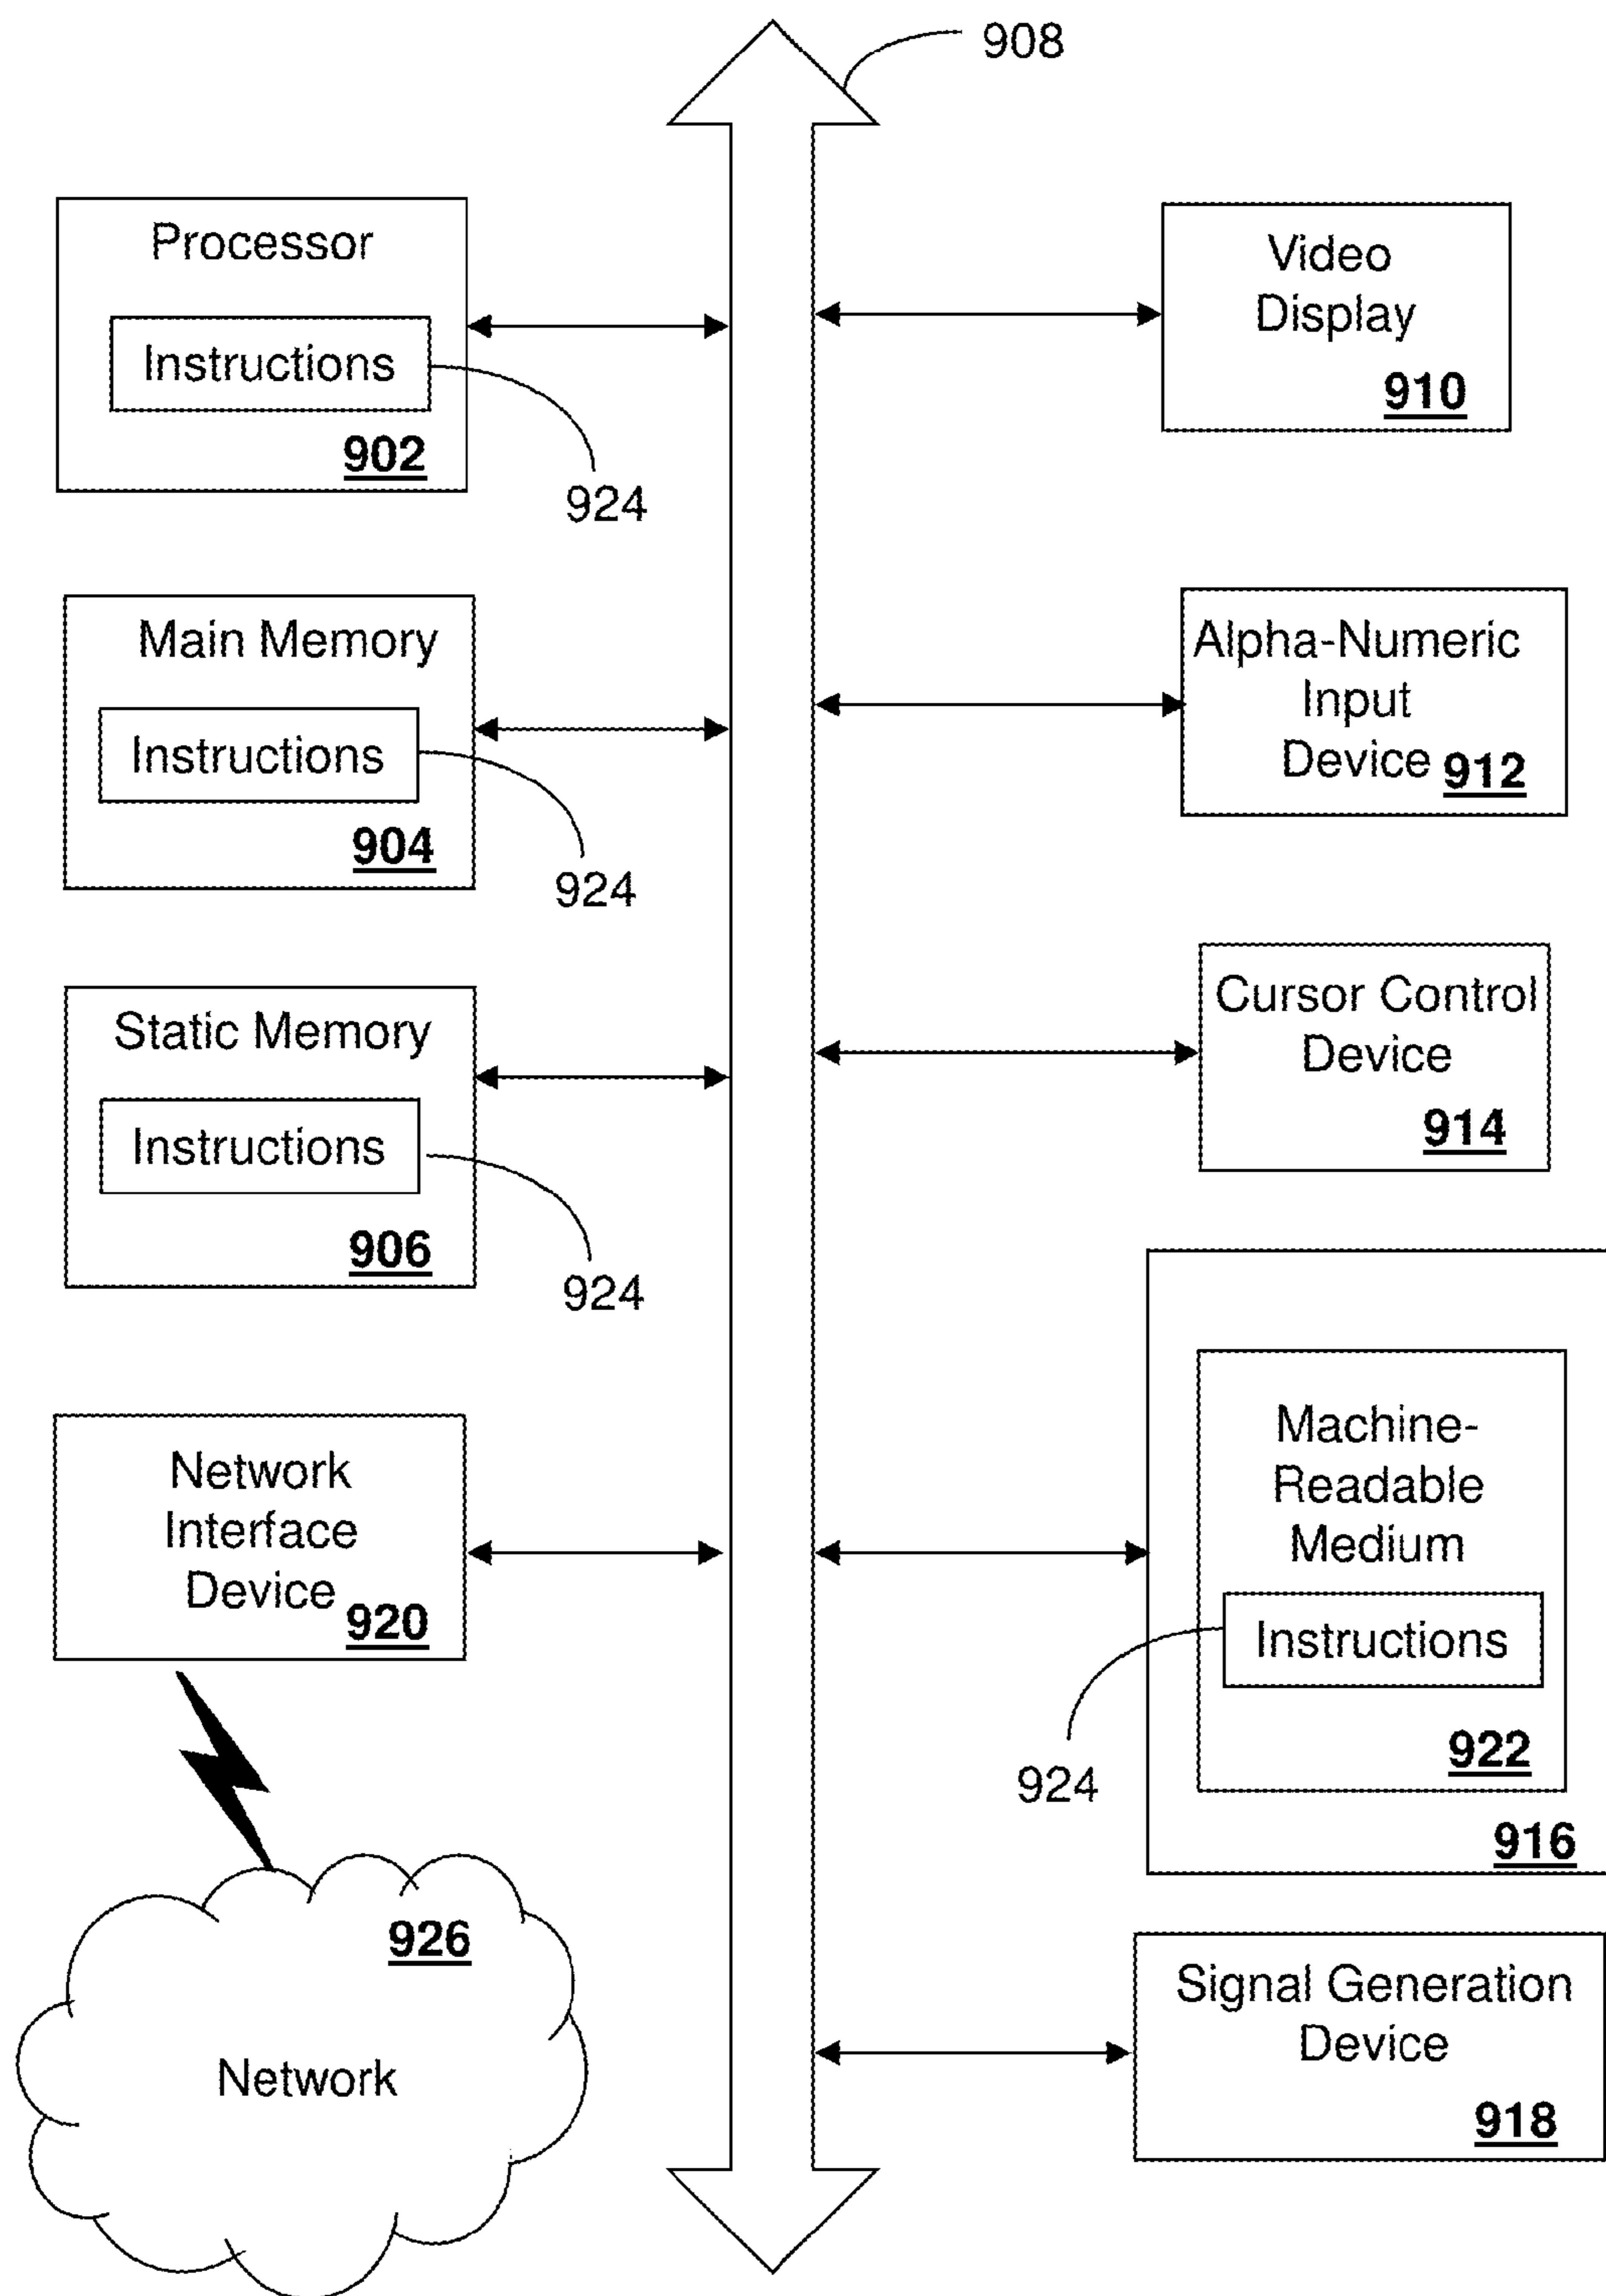 908
Processor
Instructions
902
924
Main Memory
Instructions
904
924
Static Memory
Instructions
906
924
Network
Interface
Device
920
926
Network
Video
Display
910
Alpha-Numeric
Input
Device
912
Cursor Control
Device
914
Machine-
Readable
Medium
Instructions
922
924
916
Signal Generation
Device
918